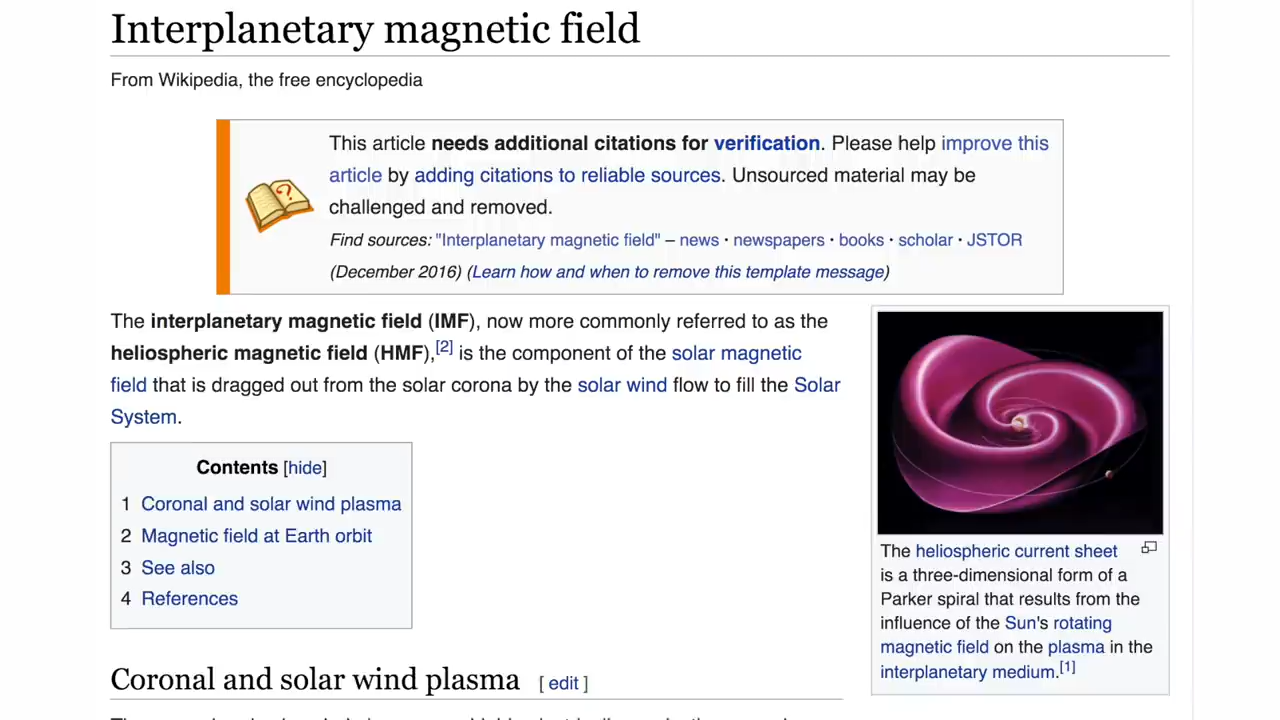 Interplanetary magnetic field
From Wikipedia, the free encyclopedia
This article needs additional citations for verification. Please help improve this
article by adding citations to reliable sources. Unsourced material may be
challenged and removed.
Find sources: "Interplanetary magnetic field" – news · newspapers · books · scholar · JSTOR
(December 2016) (Learn how and when to remove this template message)
The interplanetary magnetic field (IMF), now more commonly referred to as the
heliospheric magnetic field (HMF),[2] is the component of the solar magnetic
field that is dragged out from the solar corona by the solar wind flow to fill the Solar
System.
Contents [hide]
1 Coronal and solar wind plasma
2 Magnetic field at Earth orbit
3 See also
4 References
The heliospheric current sheet
is a three-dimensional form of a
Parker spiral that results from the
influence of the Sun's rotating
magnetic field on the plasma in the
interplanetary medium.[1]
Coronal and solar wind plasma [ edit ]